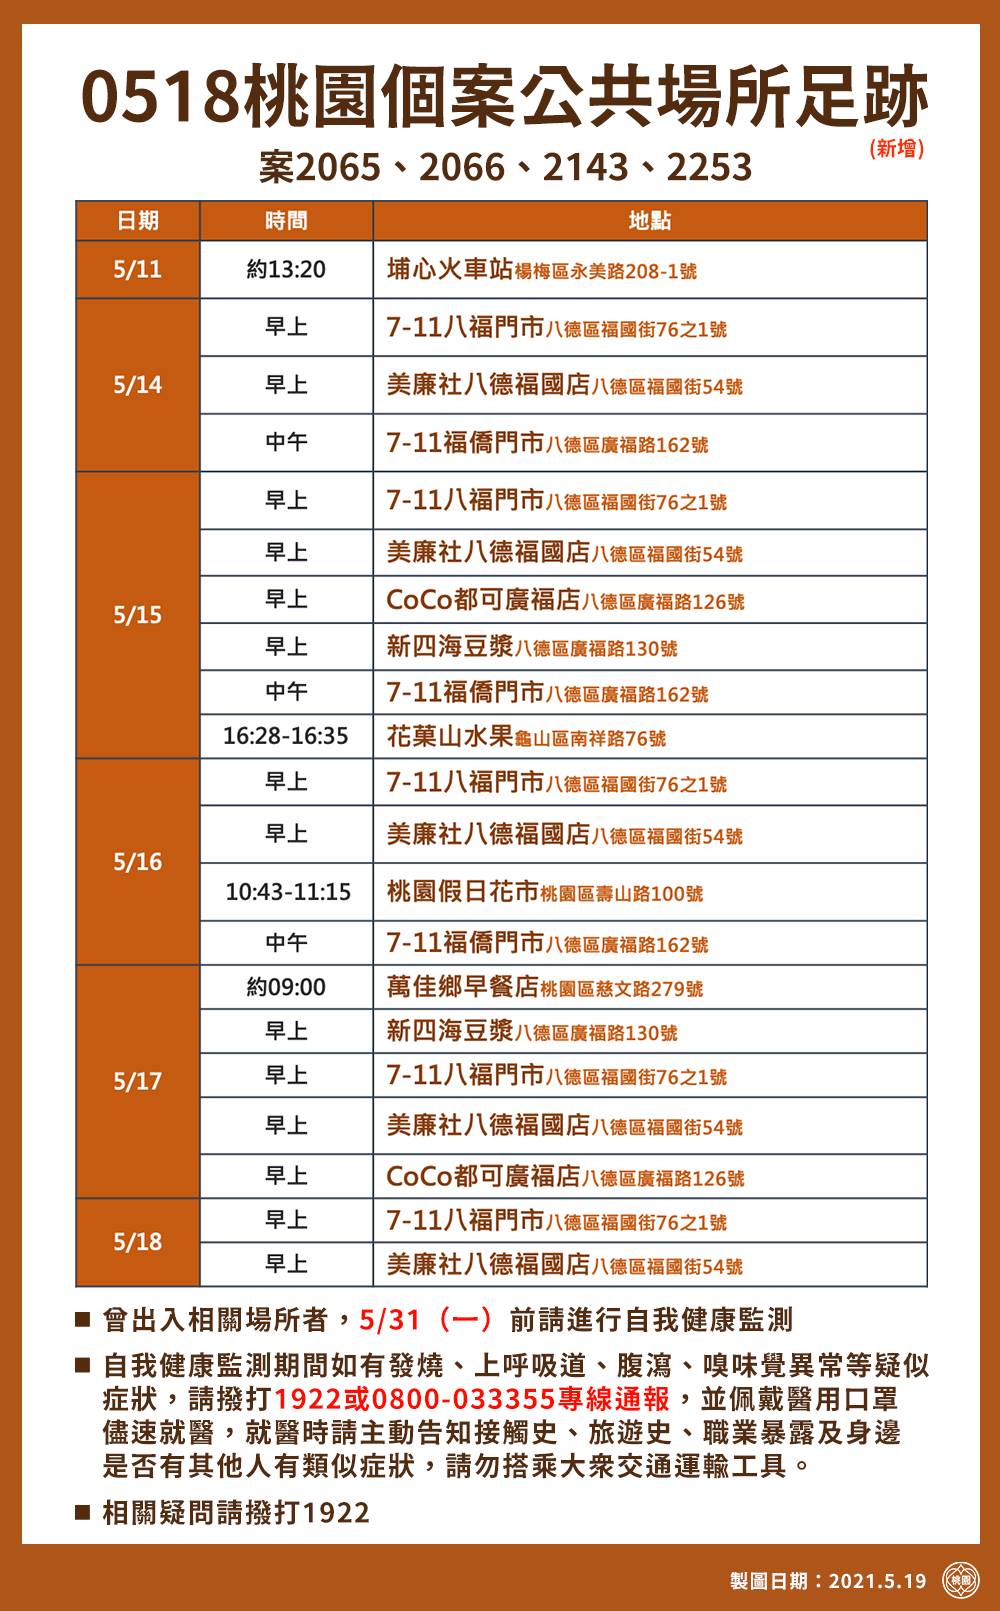 0518桃園個案公共場所足跡
(新增)
案2065、2066、2143、2253
日期 時間 地點
5/11 約13:20 埔心火車站楊梅區永美路208-1號
5/14 早上 7-11八福門市八德區福國街76之1號
早上 美廉社八德福國店八德區福國街54號
中午 7-11福僑門市八德區廣福路162號
5/15 早上 7-11八福門市八德區福國街76之1號
早上 美廉社八德福國店八德區福國街54號
早上 CoCo都可廣福店八德區廣福路126號
早上 新四海豆漿八德區廣福路130號
中午 7-11福僑門市八德區廣福路162號
16:28-16:35 花菓山水果龜山區南祥路76號
5/16 早上 7-11八福門市八德區福國街76之1號
早上 美廉社八德福國店八德區福國街54號
10:43-11:15 桃園假日花市桃園區壽山路100號
中午 7-11福僑門市八德區廣福路162號
5/17 約09:00 萬佳鄉早餐店桃園區慈文路279號
早上 新四海豆漿八德區廣福路130號
早上 7-11八福門市八德區福國街76之1號
早上 美廉社八德福國店八德區福國街54號
早上 CoCo都可廣福店八德區廣福路126號
5/18 早上 7-11八福門市八德區福國街76之1號
早上 美廉社八德福國店八德區福國街54號
■ 曾出入相關場所者，5/31（一）前請進行自我健康監測
■ 自我健康監測期間如有發燒、上呼吸道、腹瀉、嗅味覺異常等疑似
症狀，請撥打1922或0800-033355專線通報，並佩戴醫用口罩
儘速就醫，就醫時請主動告知接觸史、旅遊史、職業暴露及身邊
是否有其他人有類似症狀，請勿搭乘大衆交通運輸工具。
■ 相關疑問請撥打1922
製圖日期：2021.5.19 桃園